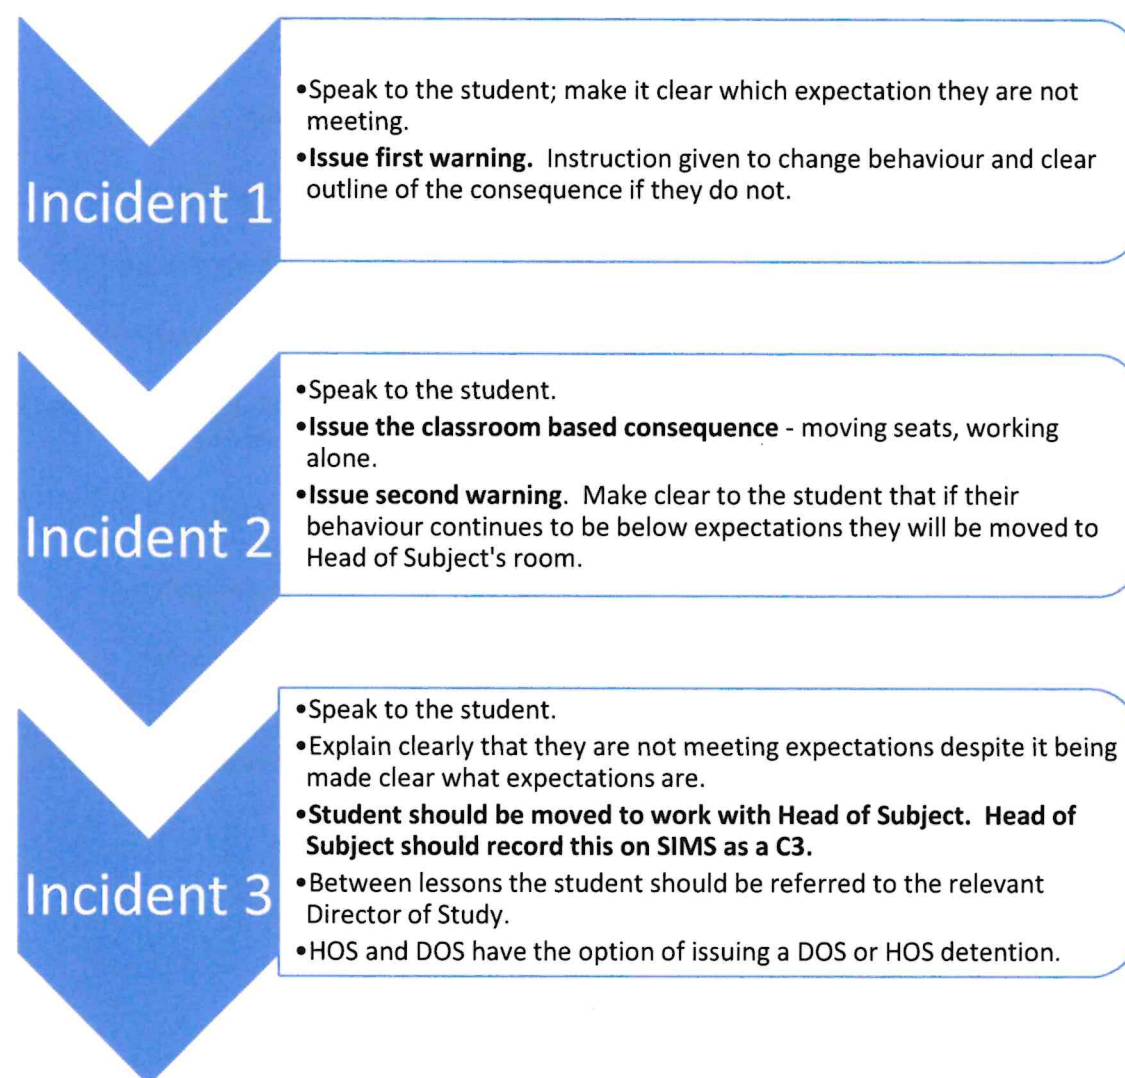 Incident 1
•Speak to the student; make it clear which expectation they are not
meeting.
•Issue first warning.  Instruction given to change behaviour and clear
outline of the consequence if they do not.
Incident 2
•Speak to the student.
•Issue the classroom based consequence - moving seats, working
alone.
•Issue second warning.  Make clear to the student that if their
behaviour continues to be below expectations they will be moved to
Head of Subject's room.
Incident 3
•Speak to the student.
•Explain clearly that they are not meeting expectations despite it being
made clear what expectations are.
•Student should be moved to work with Head of Subject.  Head of
Subject should record this on SIMS as a C3.
•Between lessons the student should be referred to the relevant
Director of Study.
•HOS and DOS have the option of issuing a DOS or HOS detention.